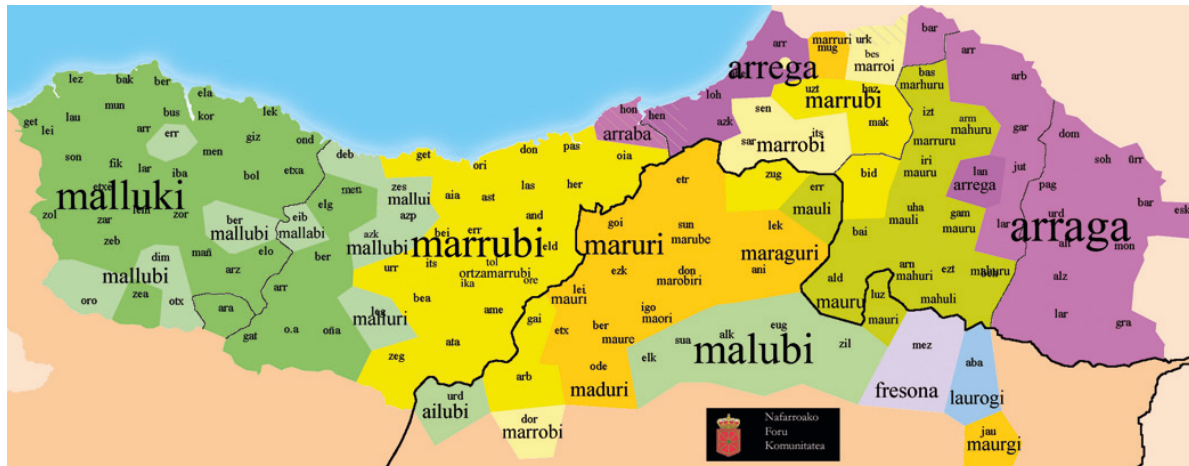 lez
bak
ber
ela
lek
mun
bus
kor
get
lei
lau
arr
err
giz
ond
men
son
fik
lar
iba
bol
etxa
etxe
malluki
zol
zar
zor
zeb
ber
mallubi
eib
mallabi
dim
mallubi
mañ
elo
arz
oro
zea
otx
ara
arr
gat
o.a
oña
deb
get
ori
don
pas
oia
meti
elg
zes
mallui
azp
aia
ast
las
her
and
azk
mallubi
bei
err
eld
marrubi
ber
urr
its
tol
ortzamarrubi
ika
ore
bea
malluri
ame
ata
zeg
gai
arb
urd
ailubi
dor
marrobi
hon
hen
arraba
loh
azk
arr
arrega
marruri
mug
urk
bes
marroi
uzt
haz
marrubi
sen
mak
sar
its
marrobi
zug
bid
etr
goi
sun
marube
maruri
lek
maraguri
ezk
don
marobiri
ani
lei
mauri
igo
maori
etx
ber
maure
ode
maduri
err
mauli
sua
alk
eug
zil
elk
malubi
bar
arr
bas
marhuru
arb
izt
marruru
arm
mahuru
gar
iri
mauru
lan
arrega
jut
dom
soh
ürr
pag
uha
mauli
gam
mauru
lar
urd
bar
esk
bai
arraga
alt
mon
arn
mahuri
ezt
mahuru
alz
ald
mauru
luz
mauri
mahuli
lar
gra
mez
fresona
aba
laurogi
jau
maurgi
Nafarroako
Foru
Komunitatea